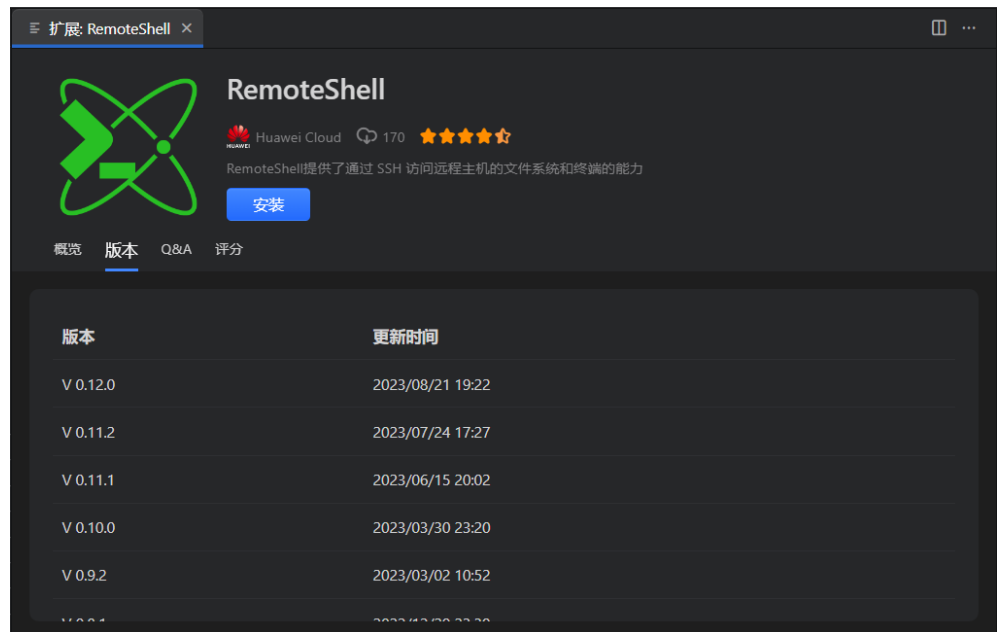 扩展: RemoteShell
RemoteShell
HUAWEI Huawei Cloud 170
RemoteShell提供了通过 SSH 访问远程主机的文件系统和终端的能力
安装
概览 版本 Q&A 评分
版本 更新时间
V 0.12.0 2023/08/21 19:22
V 0.11.2 2023/07/24 17:27
V 0.11.1 2023/06/15 20:02
V 0.10.0 2023/03/30 23:20
V 0.9.2 2023/03/02 10:52